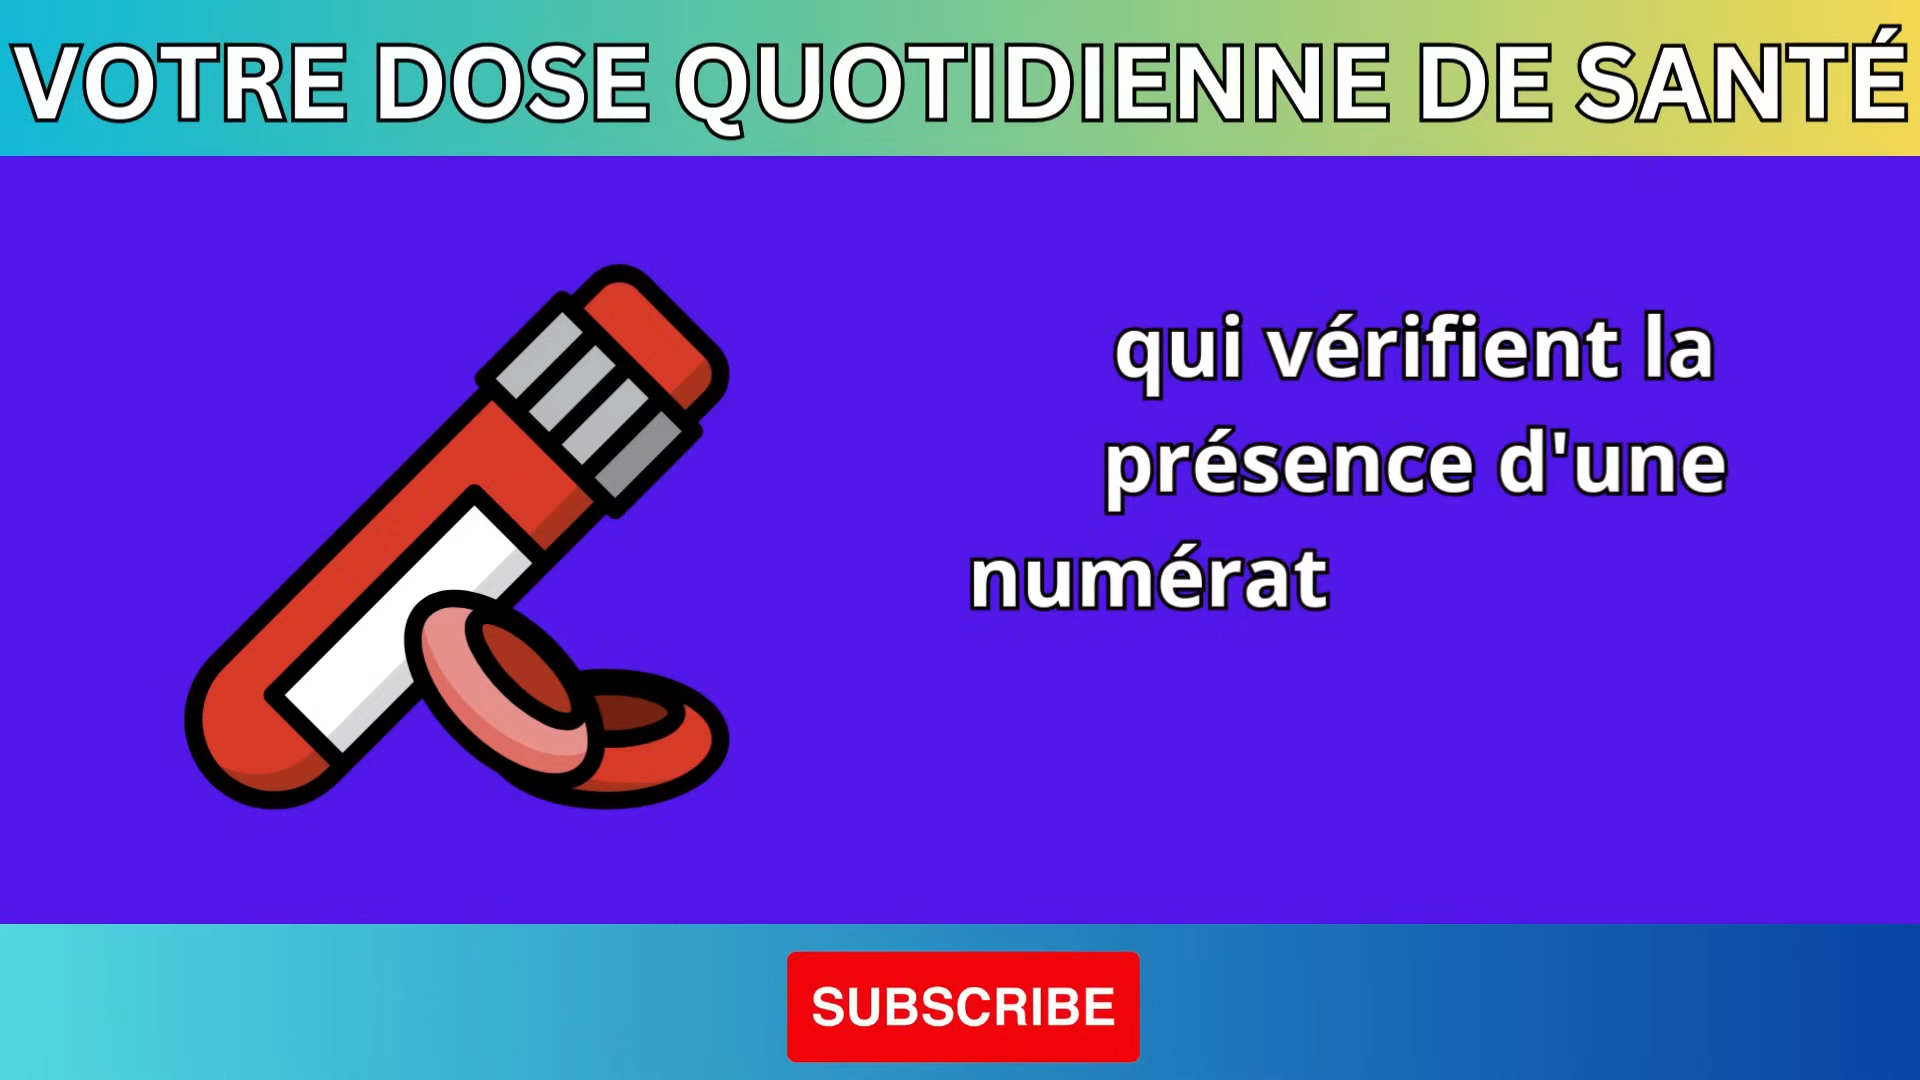 VOTRE DOSE QUOTIDIENNE DE SANTÉ
qui vérifient la
présence d'une
numérat
SUBSCRIBE